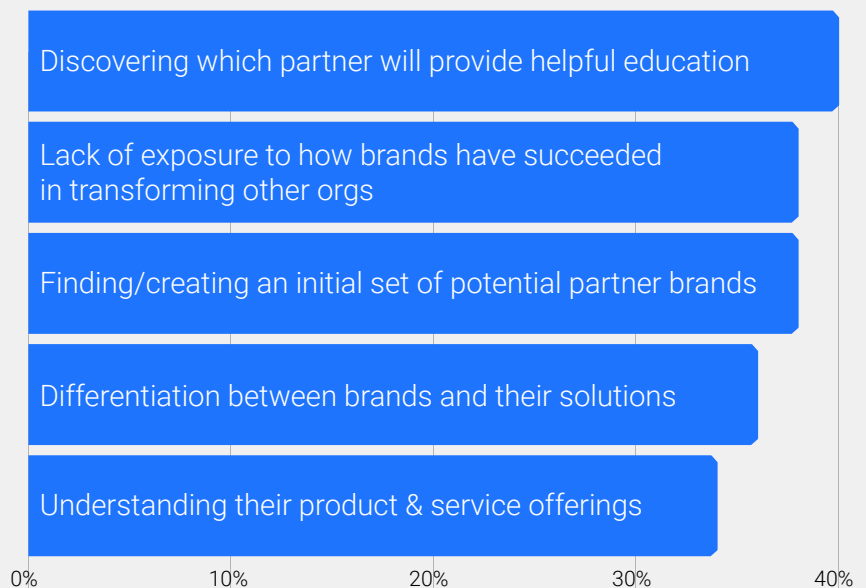 Discovering which partner will provide helpful education
Lack of exposure to how brands have succeeded
in transforming other orgs
Finding/creating an initial set of potential partner brands
Differentiation between brands and their solutions
Understanding their product & service offerings
0% 10% 20% 30% 40%